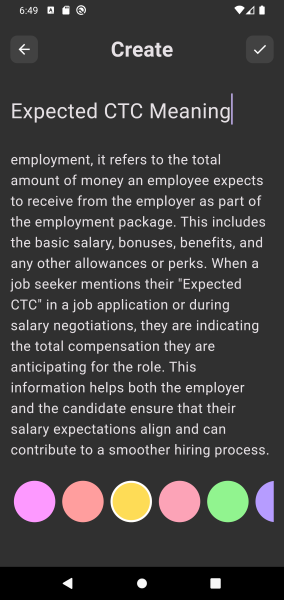 6:49
Create
Expected CTC Meaning
employment, it refers to the total
amount of money an employee expects
to receive from the employer as part of
the employment package. This includes
the basic salary, bonuses, benefits, and
any other allowances or perks. When a
job seeker mentions their "Expected
CTC" in a job application or during
salary negotiations, they are indicating
the total compensation they are
anticipating for the role. This
information helps both the employer
and the candidate ensure that their
salary expectations align and can
contribute to a smoother hiring process.